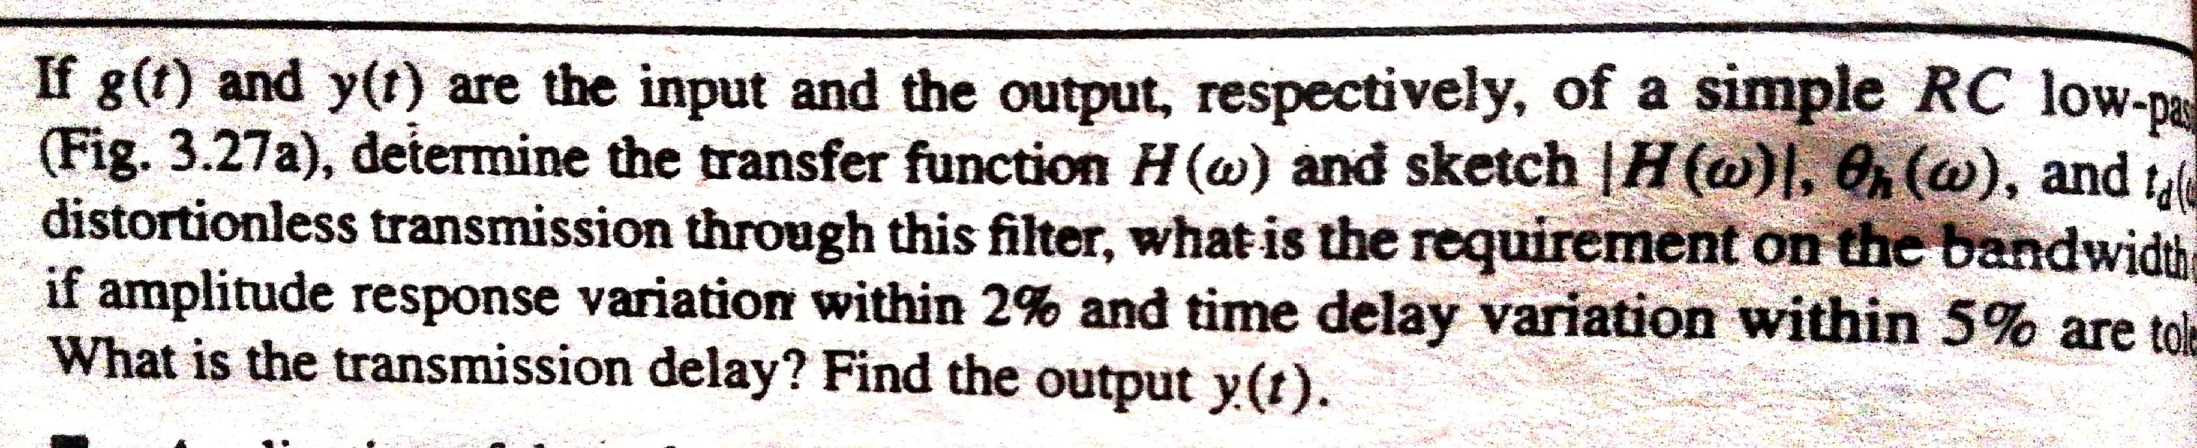 If g(t) and y(t) are the input and the output, respectively, of a simple RC low-pas
(Fig. 3.27a), determine the transfer function H(ω) and sketch |H(ω)|, θh(ω), and td(
distortionless transmission through this filter, what is the requirement on the bandwidth
if amplitude response variation within 2% and time delay variation within 5% are tole
What is the transmission delay? Find the output y(t).